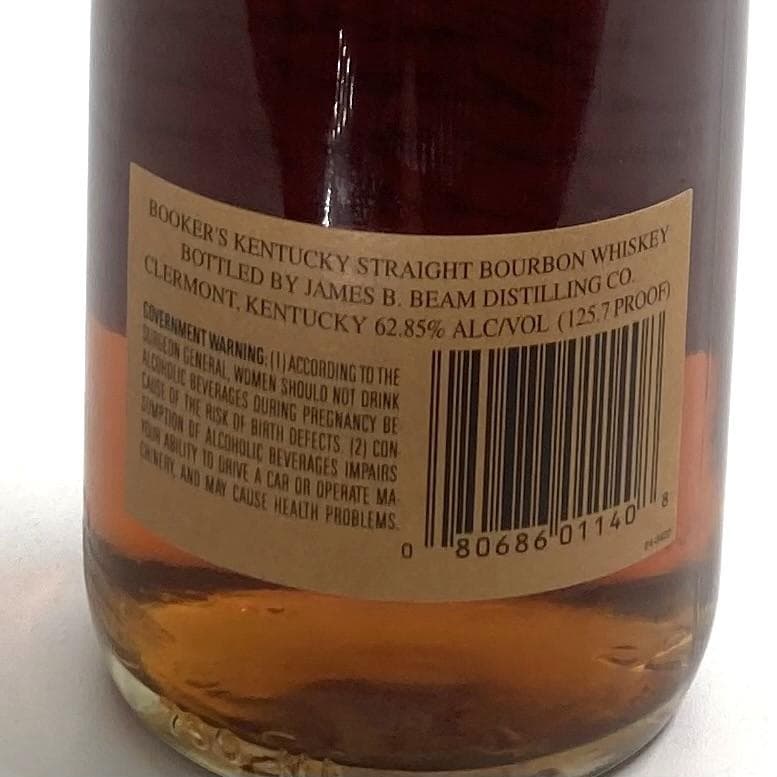 BOOKER'S KENTUCKY STRAIGHT BOURBON WHISKEY
BOTTLED BY JAMES B. BEAM DISTILLING CO.
CLERMONT, KENTUCKY 62.85% ALC/VOL (125.7 PROOF)
GOVERNMENT WARNING: (1) ACCORDING TO THE
SURGEON GENERAL, WOMEN SHOULD NOT DRINK
ALCOHOLIC BEVERAGES DURING PREGNANCY BE
CAUSE OF THE RISK OF BIRTH DEFECTS. (2) CON
SUMPTION OF ALCOHOLIC BEVERAGES IMPAIRS
YOUR ABILITY TO DRIVE A CAR OR OPERATE MA
CHINERY, AND MAY CAUSE HEALTH PROBLEMS.
0 80686 01140 8